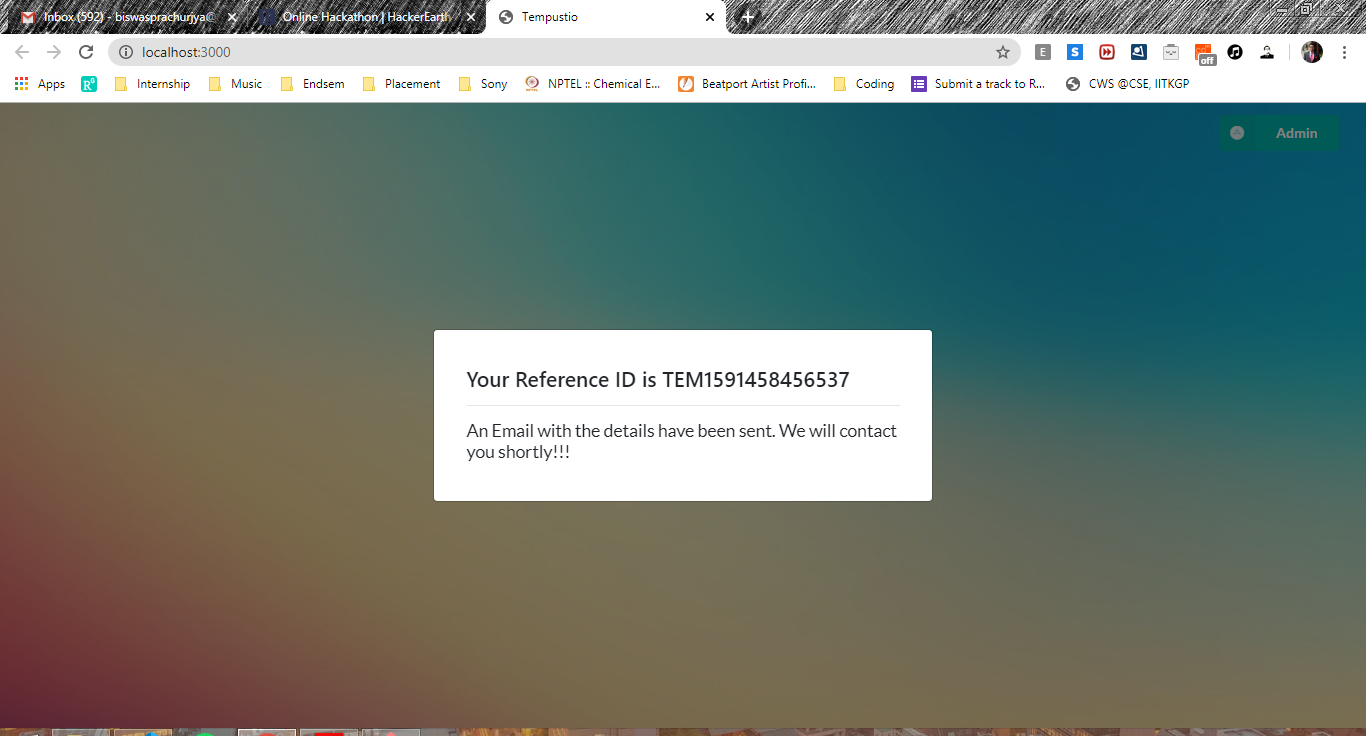 Inbox (592) - biswasprachurjya@
Online Hackathon | HackerEarth
Tempustio
localhost:3000
E
S
off
Apps
R⁶
Internship
Music
Endsem
Placement
Sony
NPTEL :: Chemical E...
Beatport Artist Profi...
Coding
Submit a track to R...
CWS @CSE, IITKGP
Admin
Your Reference ID is TEM1591458456537
An Email with the details have been sent. We will contact
you shortly!!!